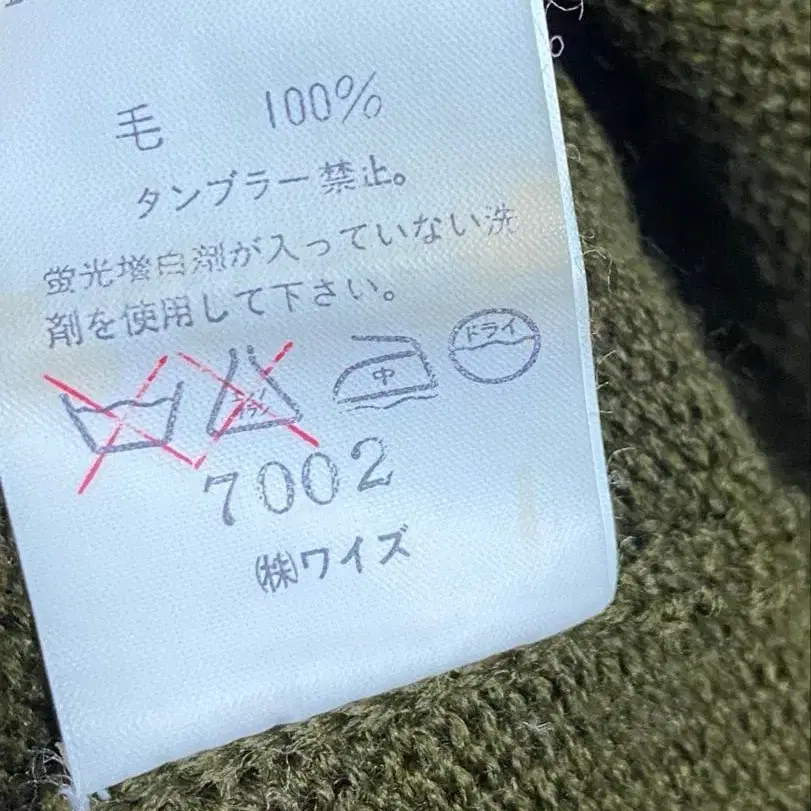 毛 100%
タンブラー禁止。
蛍光増白剤が入っていない洗
剤を使用して下さい。
中 ドライ
7002
㈱ワイズ